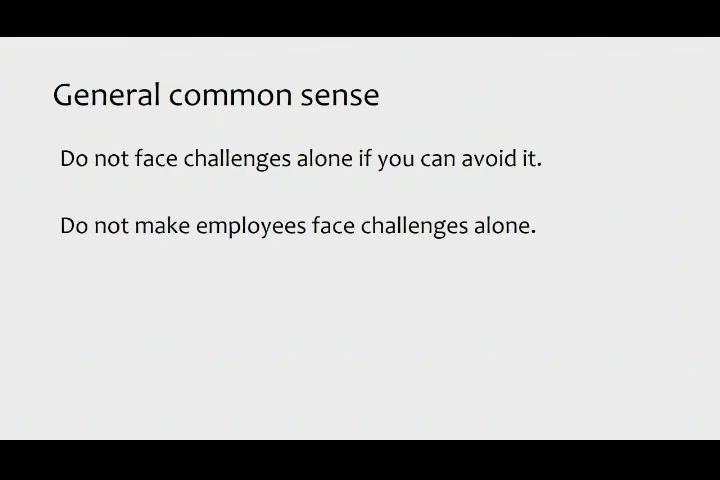 General common sense
Do not face challenges alone if you can avoid it.
Do not make employees face challenges alone.